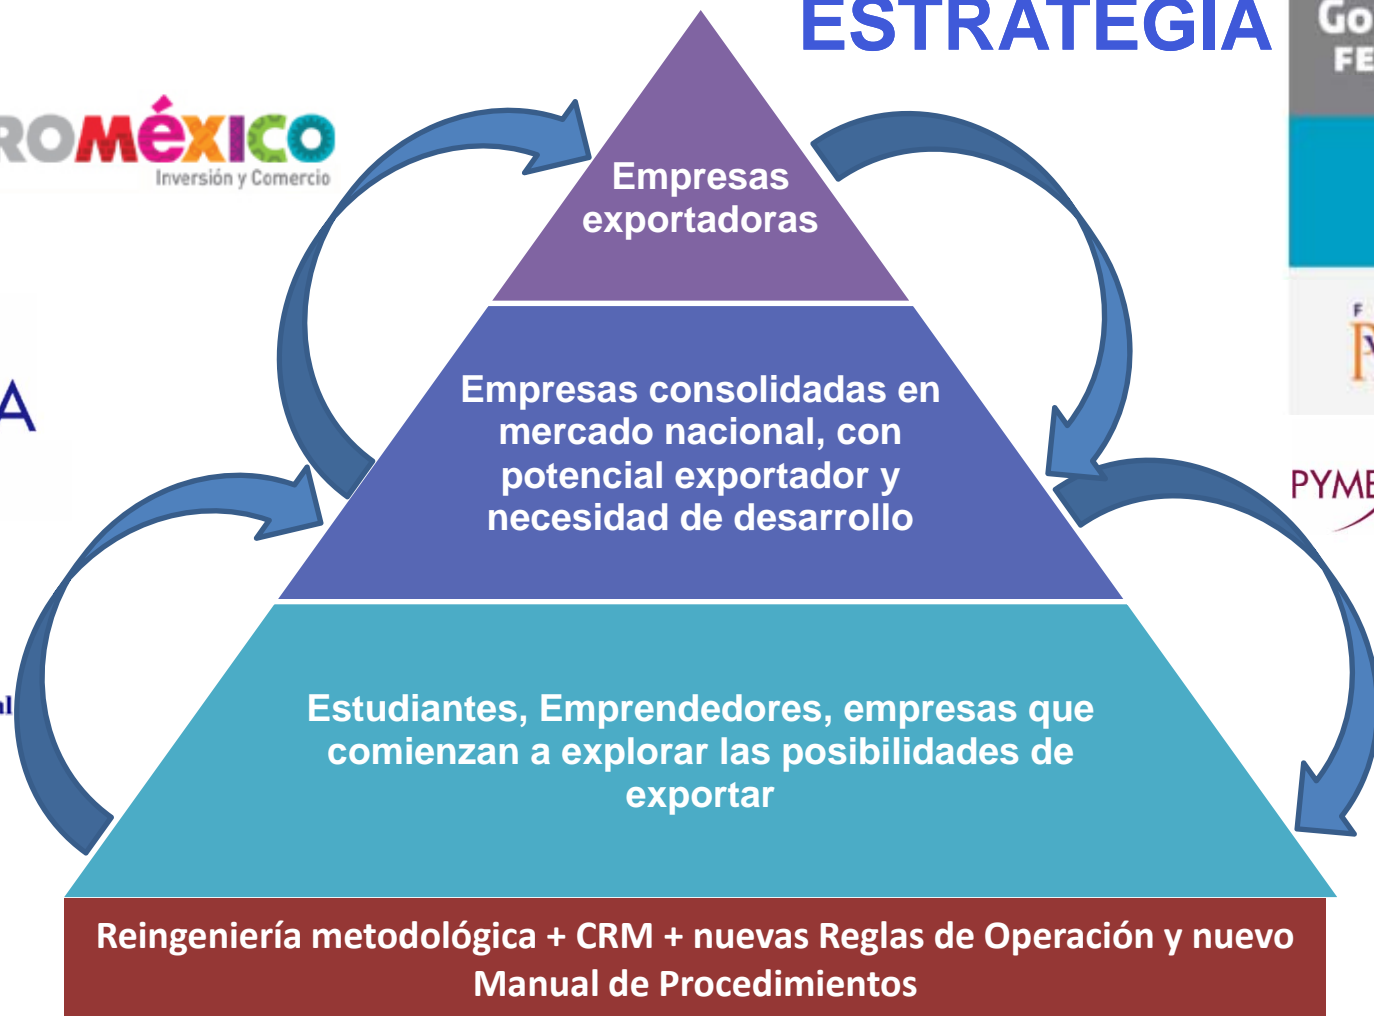 ESTRATEGIA
MéXICO
Inversión y Comercio
Empresas
exportadoras
Empresas consolidadas en
mercado nacional, con
potencial exportador y
necesidad de desarrollo
Estudiantes, Emprendedores, empresas que
comienzan a explorar las posibilidades de
exportar
Reingeniería metodológica + CRM + nuevas Reglas de Operación y nuevo
Manual de Procedimientos